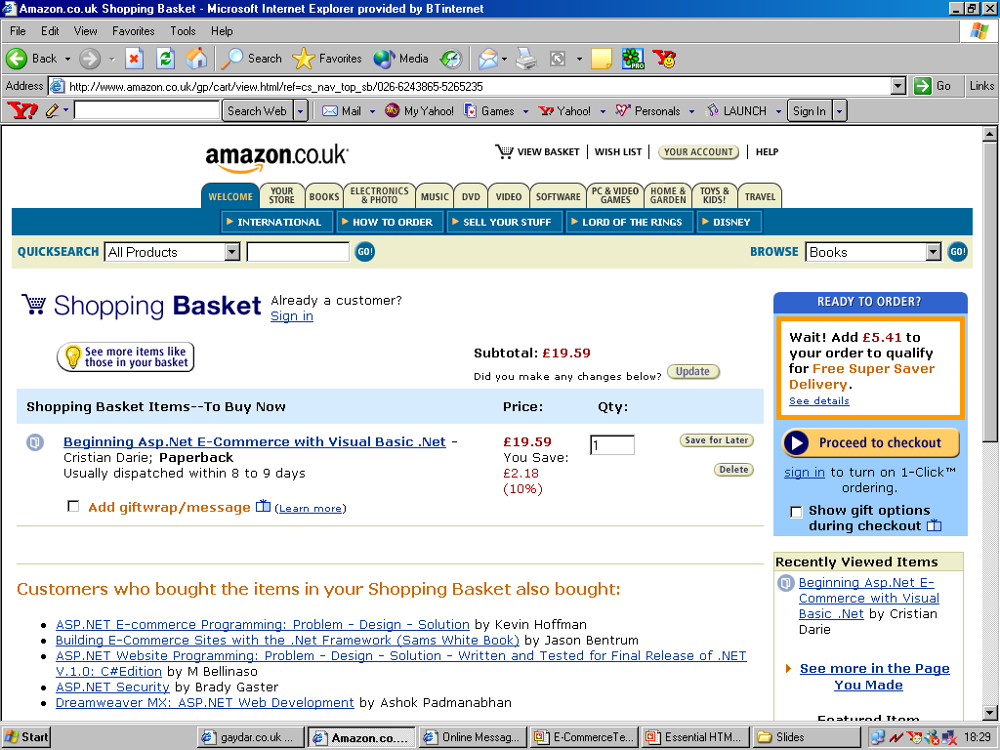 Amazon.co.uk Shopping Basket - Microsoft Internet Explorer provided by BTinternet
File Edit View Favorites Tools Help
Back Search Favorites Media PRO
Address http://www.amazon.co.uk/gp/cart/view.html/ref=cs_nav_top_sb/026-6243865-5265235 Go Links
Y! Search Web Mail My Yahoo! Games Yahoo! Personals LAUNCH Sign In
amazon.co.uk VIEW BASKET WISH LIST YOUR ACCOUNT HELP
WELCOME YOUR STORE BOOKS ELECTRONICS & PHOTO MUSIC DVD VIDEO SOFTWARE PC & VIDEO GAMES HOME & GARDEN TOYS & KIDS! TRAVEL
INTERNATIONAL HOW TO ORDER SELL YOUR STUFF LORD OF THE RINGS DISNEY
QUICKSEARCH All Products GO! BROWSE Books GO!
Shopping Basket
Already a customer?
Sign in
See more items like
those in your basket
Subtotal: £19.59
Did you make any changes below? Update
Shopping Basket Items--To Buy Now Price: Qty:
Beginning Asp.Net E-Commerce with Visual Basic .Net -
Cristian Darie; Paperback
Usually dispatched within 8 to 9 days
£19.59
You Save:
£2.18
(10%)
1
Save for Later
Delete
Add giftwrap/message (Learn more)
READY TO ORDER?
Wait! Add £5.41 to
your order to qualify
for Free Super Saver
Delivery.
See details
Proceed to checkout
sign in to turn on 1-Click™
ordering.
Show gift options
during checkout
Customers who bought the items in your Shopping Basket also bought:
ASP.NET E-commerce Programming: Problem - Design - Solution by Kevin Hoffman
Building E-Commerce Sites with the .Net Framework (Sams White Book) by Jason Bentrum
ASP.NET Website Programming: Problem - Design - Solution - Written and Tested for Final Release of .NET
V.1.0: C#Edition by M Bellinaso
ASP.NET Security by Brady Gaster
Dreamweaver MX: ASP.NET Web Development by Ashok Padmanabhan
Recently Viewed Items
Beginning Asp.Net E-
Commerce with Visual
Basic .Net by Cristian
Darie
See more in the Page
You Made
Featured Item
Start gaydar.co.uk ... Amazon.co.... Online Messag... E-CommerceTe... Essential HTM... Slides 18:29